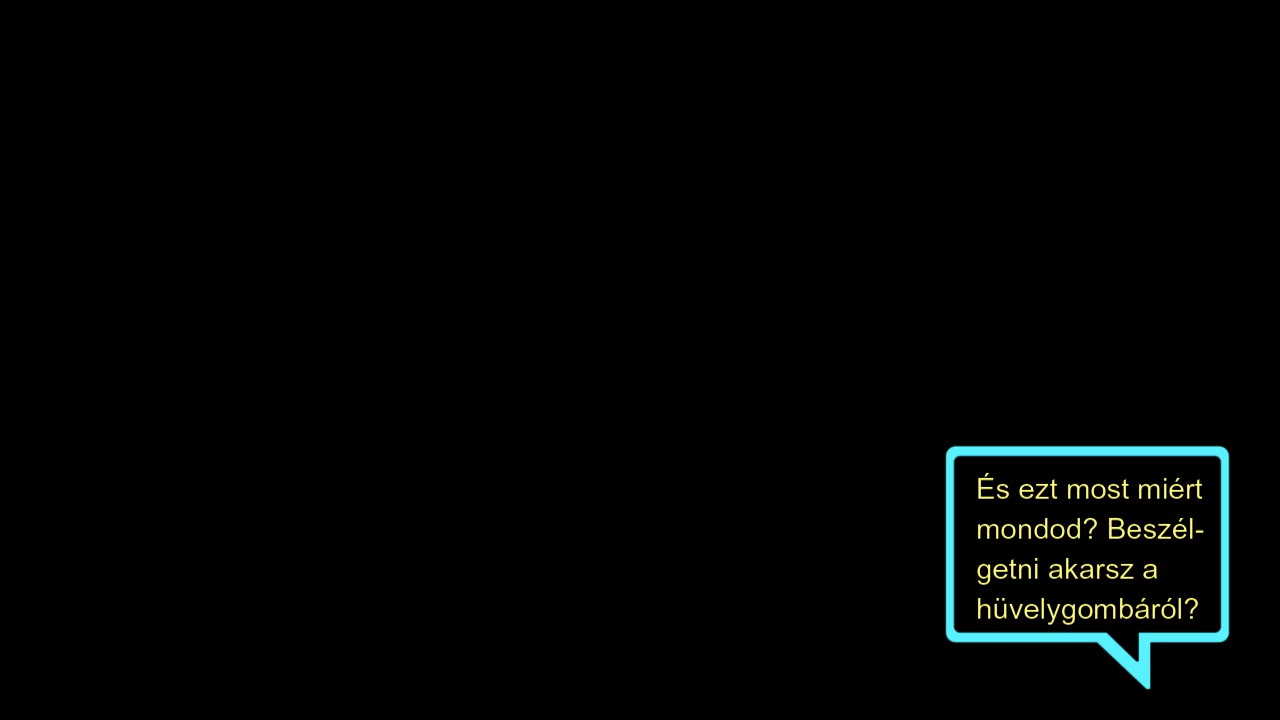 És ezt most miért
mondod? Beszél-
getni akarsz a
hüvelygombáról?